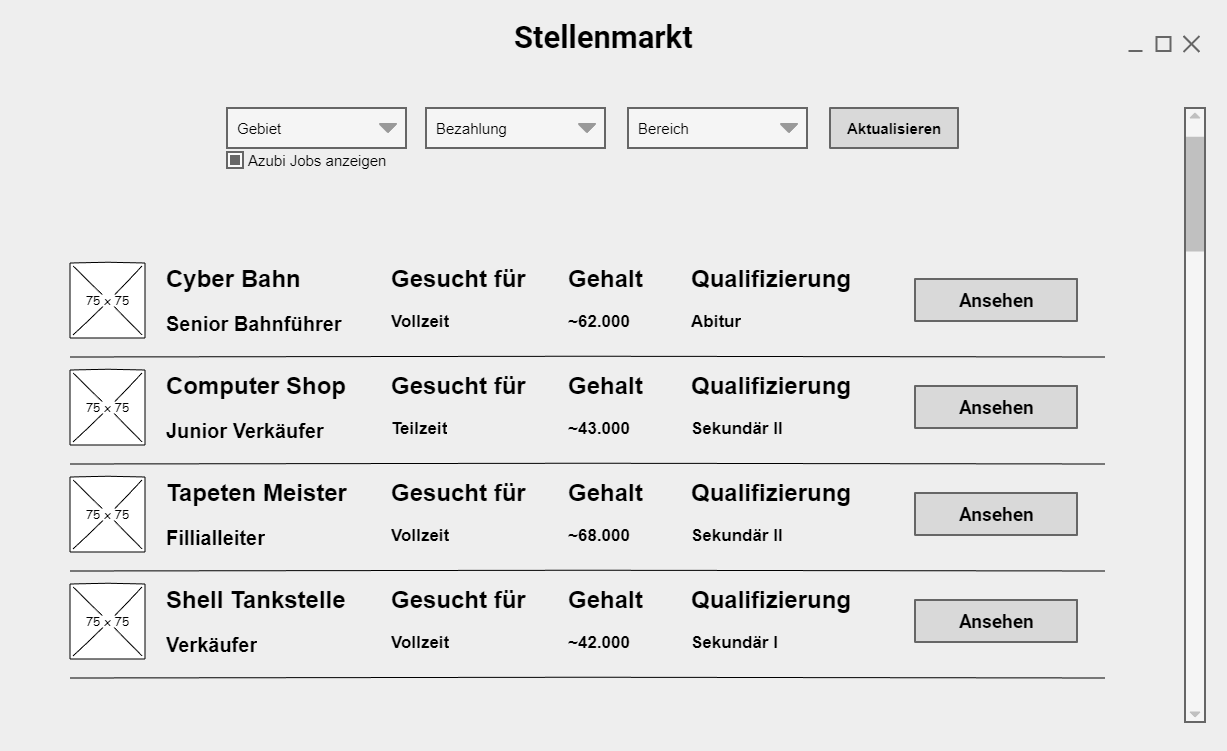 Stellenmarkt
Gebiet Bezahlung Bereich Aktualisieren
Azubi Jobs anzeigen
75 x 75 Cyber Bahn Gesucht für Gehalt Qualifizierung Ansehen
Senior Bahnführer Vollzeit ~62.000 Abitur
75 x 75 Computer Shop Gesucht für Gehalt Qualifizierung Ansehen
Junior Verkäufer Teilzeit ~43.000 Sekundär II
75 x 75 Tapeten Meister Gesucht für Gehalt Qualifizierung Ansehen
Fillialleiter Vollzeit ~68.000 Sekundär II
75 x 75 Shell Tankstelle Gesucht für Gehalt Qualifizierung Ansehen
Verkäufer Vollzeit ~42.000 Sekundär I